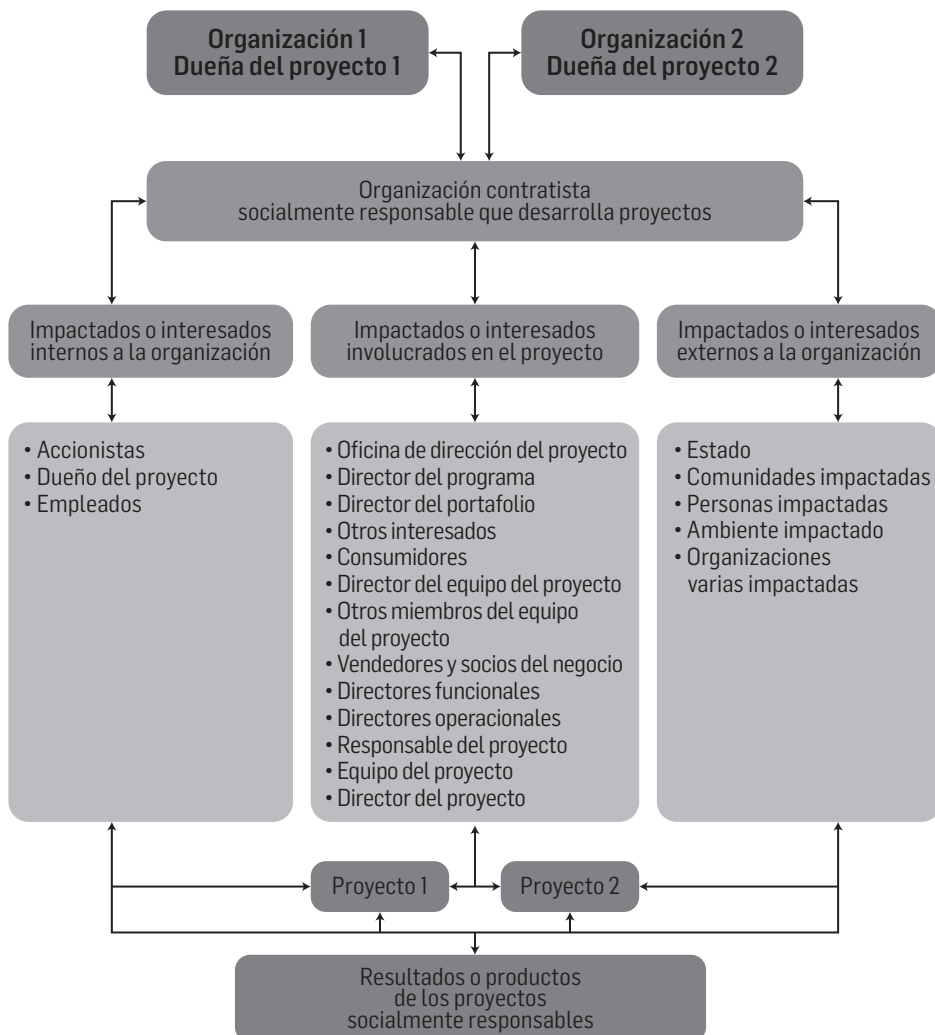 Organización 1
Dueña del proyecto 1
Organización 2
Dueña del proyecto 2
Organización contratista
socialmente responsable que desarrolla proyectos
Impactados o interesados
internos a la organización
Impactados o interesados
involucrados en el proyecto
Impactados o interesados
externos a la organización
• Accionistas
• Dueño del proyecto
• Empleados
• Oficina de dirección del proyecto
• Director del programa
• Director del portafolio
• Otros interesados
• Consumidores
• Director del equipo del proyecto
• Otros miembros del equipo
del proyecto
• Vendedores y socios del negocio
• Directores funcionales
• Directores operacionales
• Responsable del proyecto
• Equipo del proyecto
• Director del proyecto
• Estado
• Comunidades impactadas
• Personas impactadas
• Ambiente impactado
• Organizaciones
varias impactadas
Proyecto 1
Proyecto 2
Resultados o productos
de los proyectos
socialmente responsables